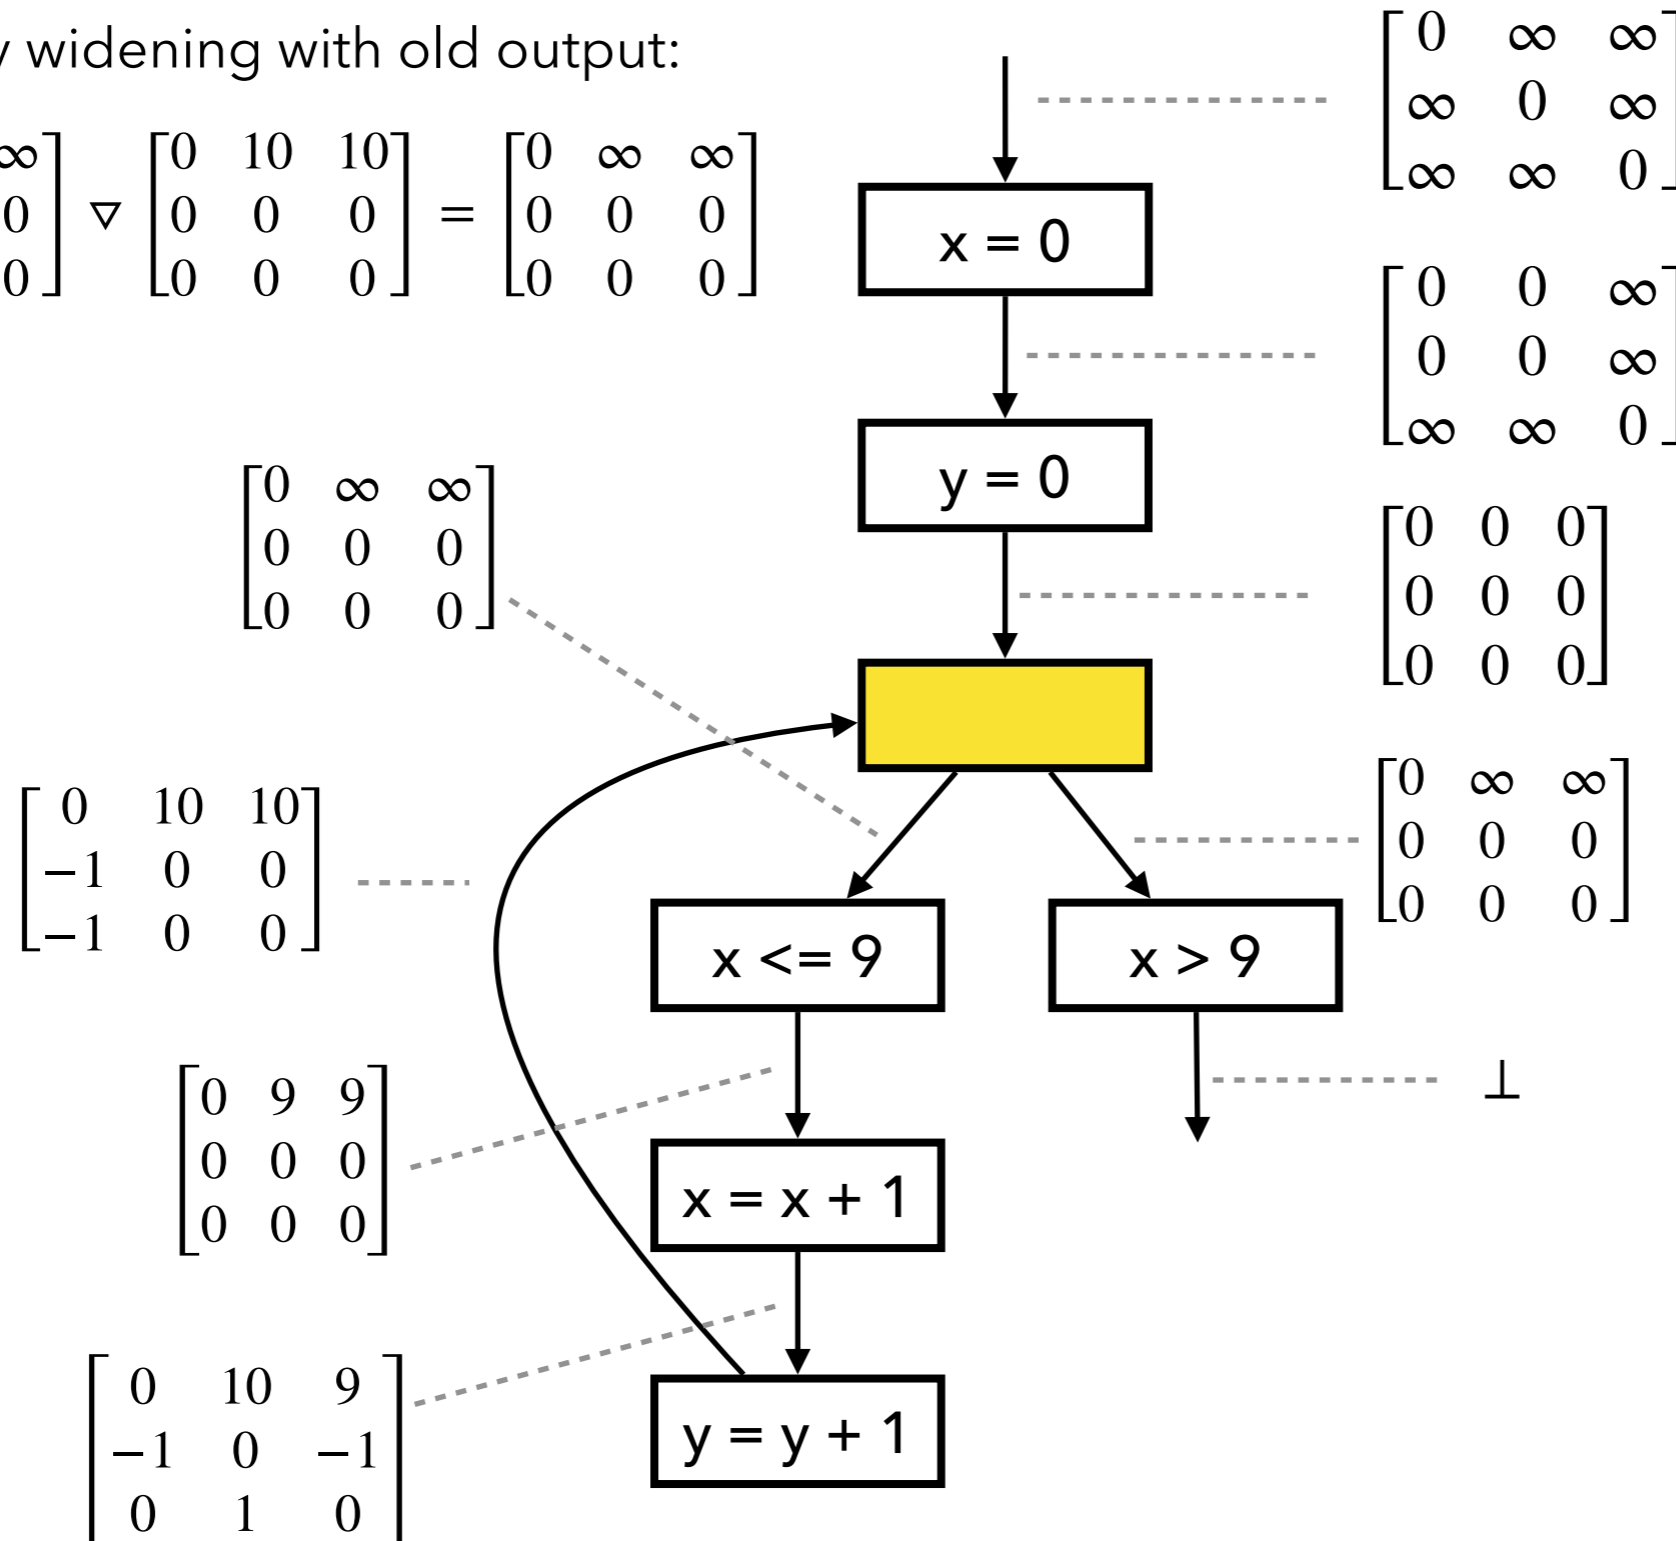 y widening with old output:
∞] [0 10 10] [0 ∞ ∞]
0 ▽ 0 0 0 = 0 0 0
0] [0 0 0] [0 0 0]
[0 ∞ ∞
∞ 0 ∞
∞ ∞ 0]
x = 0
[0 0 ∞
0 0 ∞
∞ ∞ 0]
y = 0
[0 0 0
0 0 0
0 0 0]
[0 ∞ ∞
0 0 0
0 0 0]
[0 ∞ ∞
0 0 0
0 0 0]
[0 10 10
−1 0 0
−1 0 0]
x <= 9
x > 9
⊥
[0 9 9
0 0 0
0 0 0]
x = x + 1
[0 10 9
−1 0 −1
0 1 0]
y = y + 1